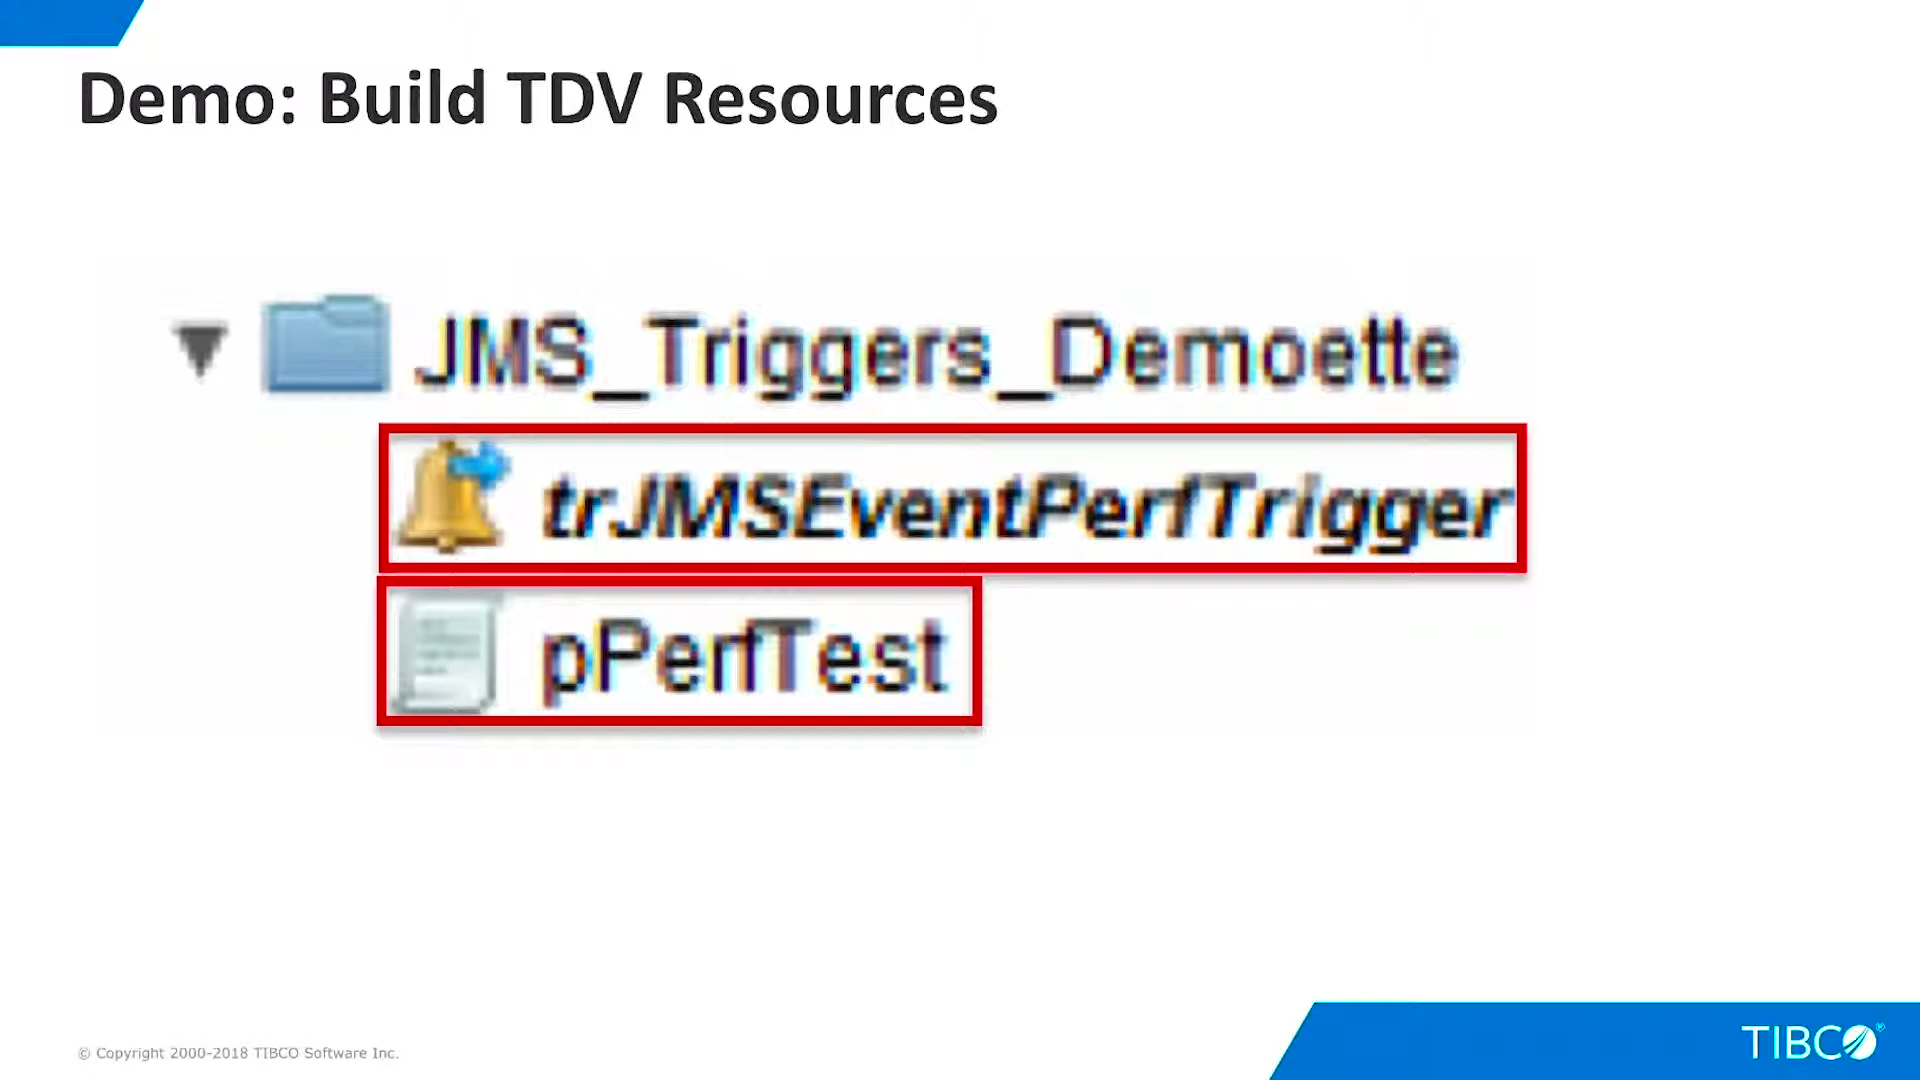 Demo: Build TDV Resources
JMS_Triggers_Demoette
trJMSEventPerfTrigger
pPerfTest
© Copyright 2000-2018 TIBCO Software Inc.
TIBCO®